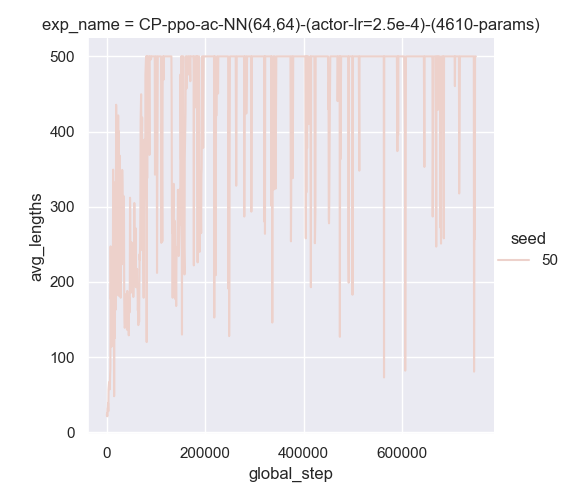 exp_name = CP-ppo-ac-NN(64,64)-(actor-lr=2.5e-4)-(4610-params)
500
400
300
200
100
0
avg_lengths
0 200000 400000 600000
global_step
seed
50